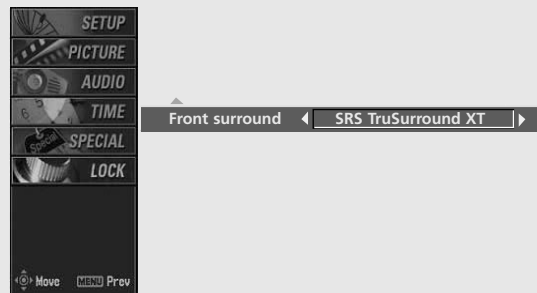 SETUP
PICTURE
AUDIO
TIME
SPECIAL
LOCK
Front surround SRS TruSurround XT
Move MENU Prev